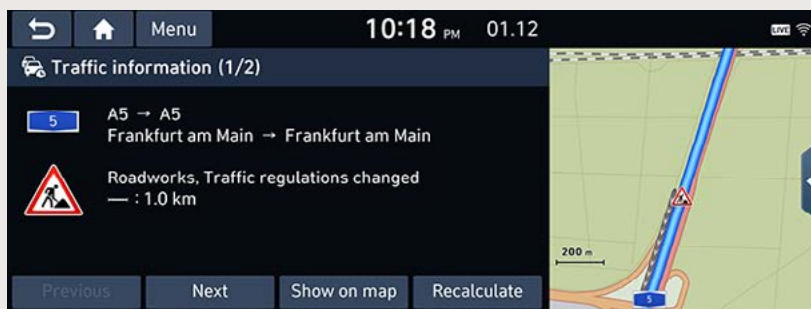 Menu
10:18 PM 01.12
LIVE
Traffic information (1/2)
5
A5 → A5
Frankfurt am Main → Frankfurt am Main
Roadworks, Traffic regulations changed
— : 1.0 km
Previous
Next
Show on map
Recalculate
200 m
5